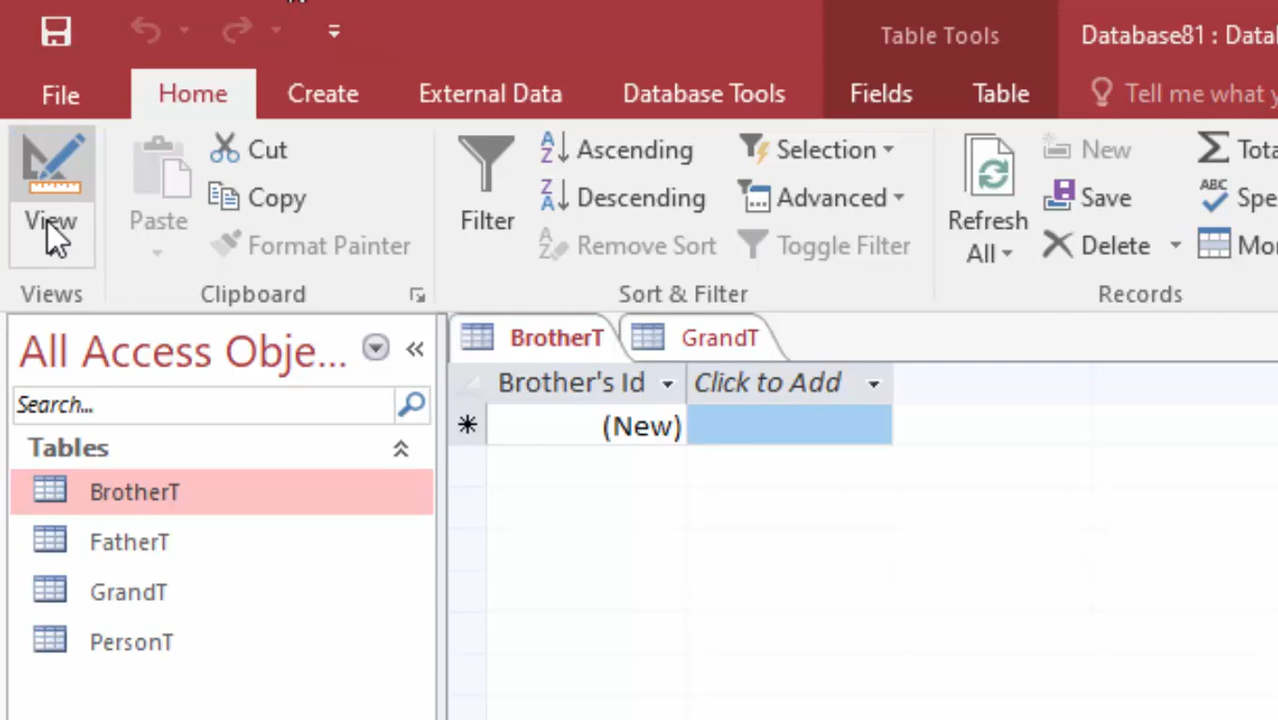 Table Tools
Database81 : Data
File
Home
Create
External Data
Database Tools
Fields
Table
Tell me what y
View
Paste
Cut
Copy
Format Painter
Filter
Ascending
Descending
Remove Sort
Selection
Advanced
Toggle Filter
Refresh
All
New
Save
Delete
Tota
ABC
Spe
Mor
Views
Clipboard
Sort & Filter
Records
All Access Obje...
Search...
Tables
BrotherT
FatherT
GrandT
PersonT
BrotherT
GrandT
Brother's Id
Click to Add
(New)